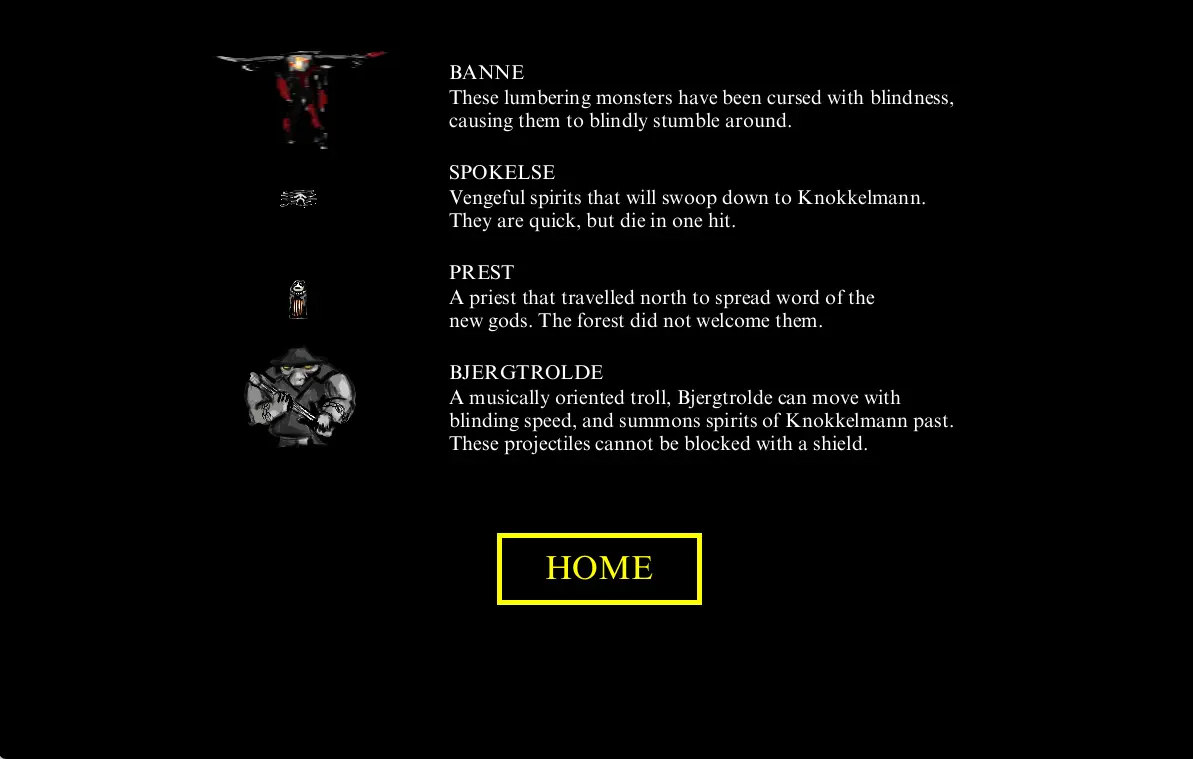 BANNE
These lumbering monsters have been cursed with blindness,
causing them to blindly stumble around.
SPOKELSE
Vengeful spirits that will swoop down to Knokkelmann.
They are quick, but die in one hit.
PREST
A priest that travelled north to spread word of the
new gods. The forest did not welcome them.
BJERGTROLDE
A musically oriented troll, Bjergtrolde can move with
blinding speed, and summons spirits of Knokkelmann past.
These projectiles cannot be blocked with a shield.
HOME